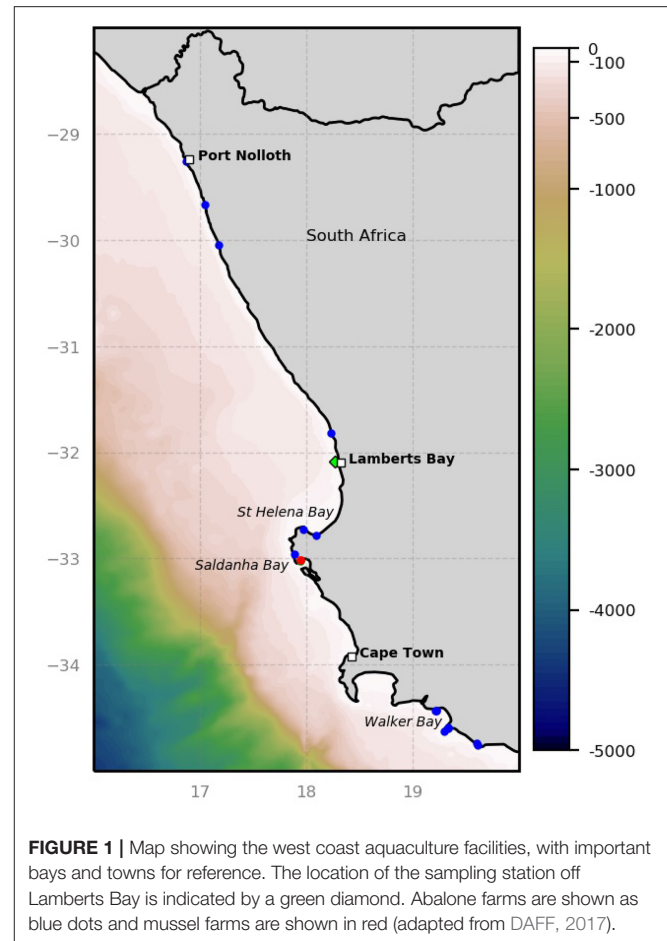 0
-100
-500
-1000
-2000
-3000
-4000
-5000
−29
−30
−31
−32
−33
−34
17
18
19
Port Nolloth
South Africa
Lamberts Bay
St Helena Bay
Saldanha Bay
Cape Town
Walker Bay
FIGURE 1 | Map showing the west coast aquaculture facilities, with important
bays and towns for reference. The location of the sampling station off
Lamberts Bay is indicated by a green diamond. Abalone farms are shown as
blue dots and mussel farms are shown in red (adapted from DAFF, 2017).